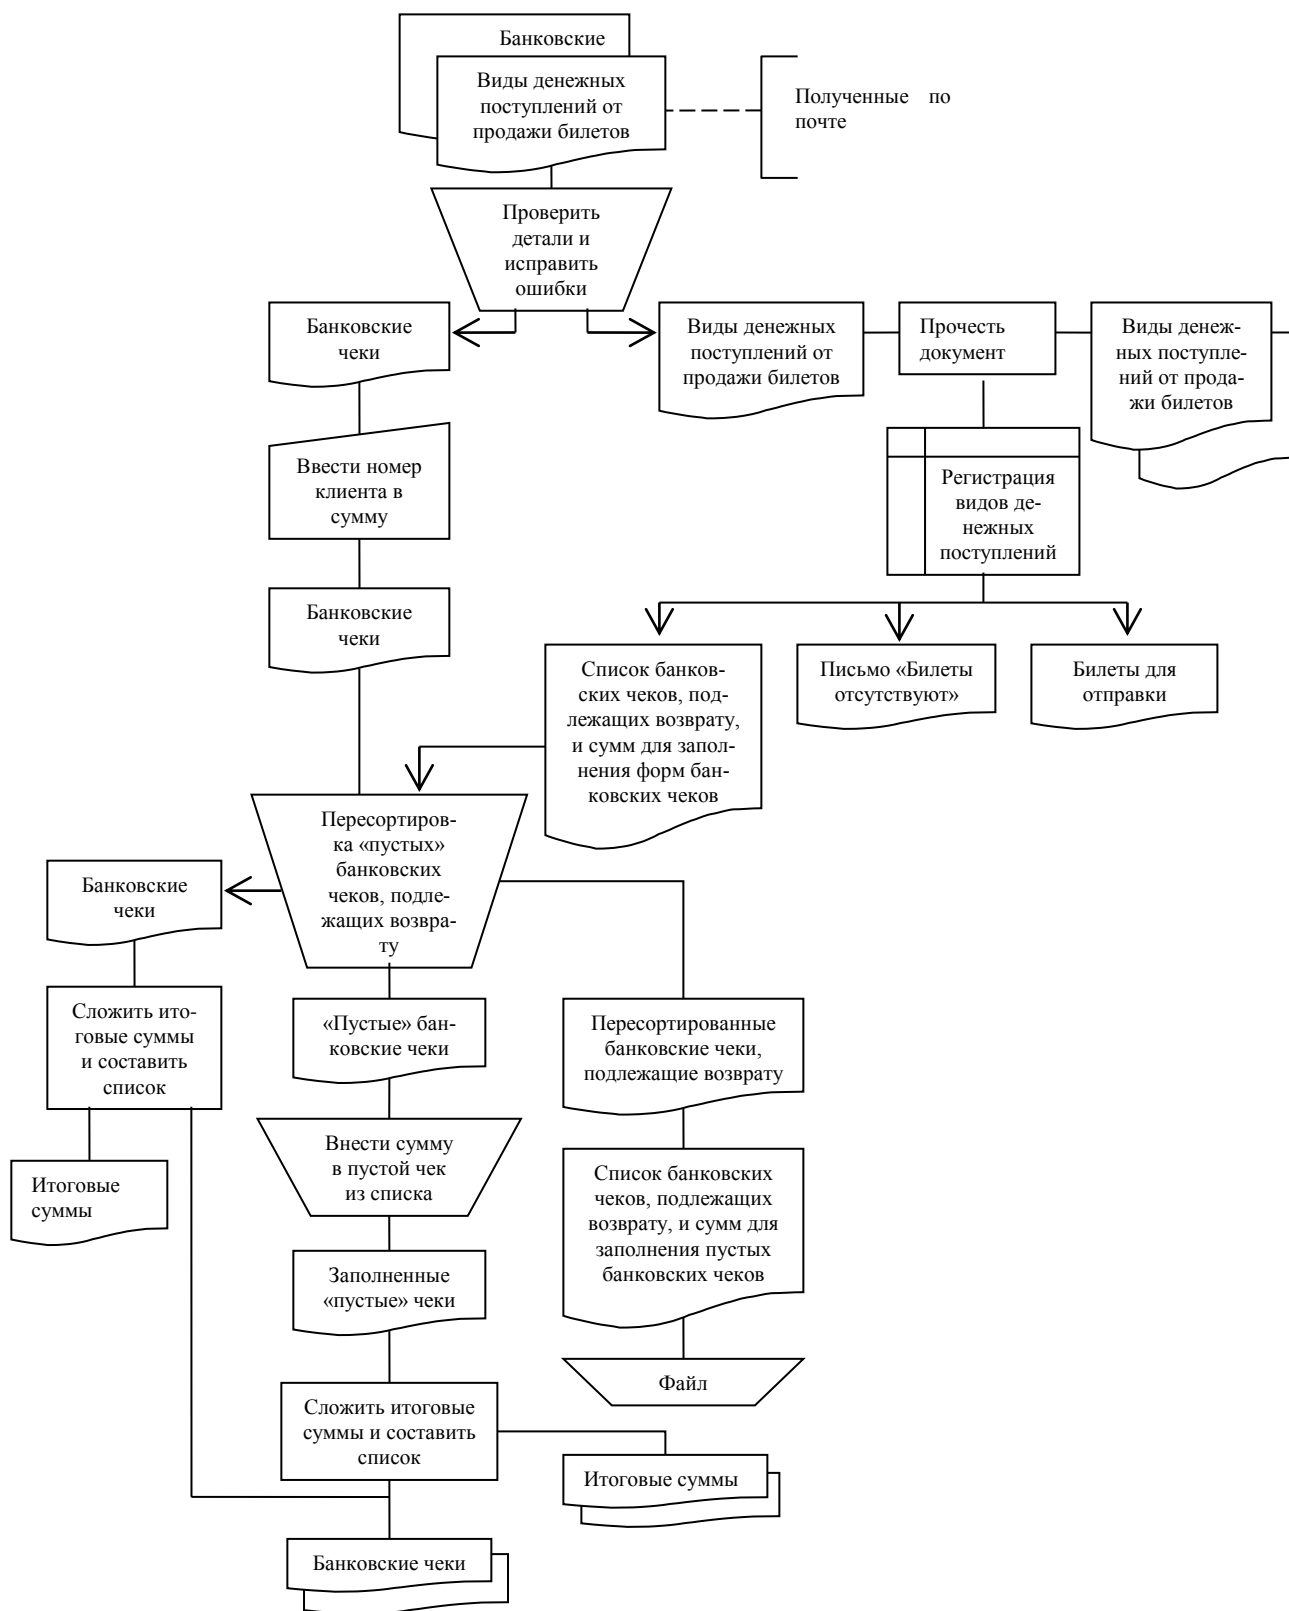 Банковские
Виды денежных
поступлений от
продажи билетов
Полученные по
почте
Проверить
детали и
исправить
ошибки
Банковские
чеки
Виды денежных
поступлений от
продажи билетов
Прочесть
документ
Виды денеж-
ных поступле-
ний от прода-
жи билетов
Ввести номер
клиента в
сумму
Регистрация
видов де-
нежных
поступлений
Банковские
чеки
Список банков-
ских чеков, под-
лежащих возврату,
и сумм для запол-
нения форм бан-
ковских чеков
Письмо «Билеты
отсутствуют»
Билеты для
отправки
Пересортиров-
ка «пустых»
банковских
чеков, подле-
жащих возвра-
ту
Банковские
чеки
Сложить ито-
говые суммы
и составить
список
«Пустые» бан-
ковские чеки
Пересортированные
банковские чеки,
подлежащие возврату
Внести сумму
в пустой чек
из списка
Итоговые
суммы
Список банковских
чеков, подлежащих
возврату, и сумм для
заполнения пустых
банковских чеков
Заполненные
«пустые» чеки
Файл
Сложить итоговые
суммы и составить
список
Итоговые суммы
Банковские чеки